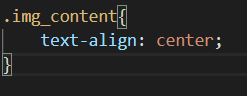 .img_content{
    text-align: center;
}